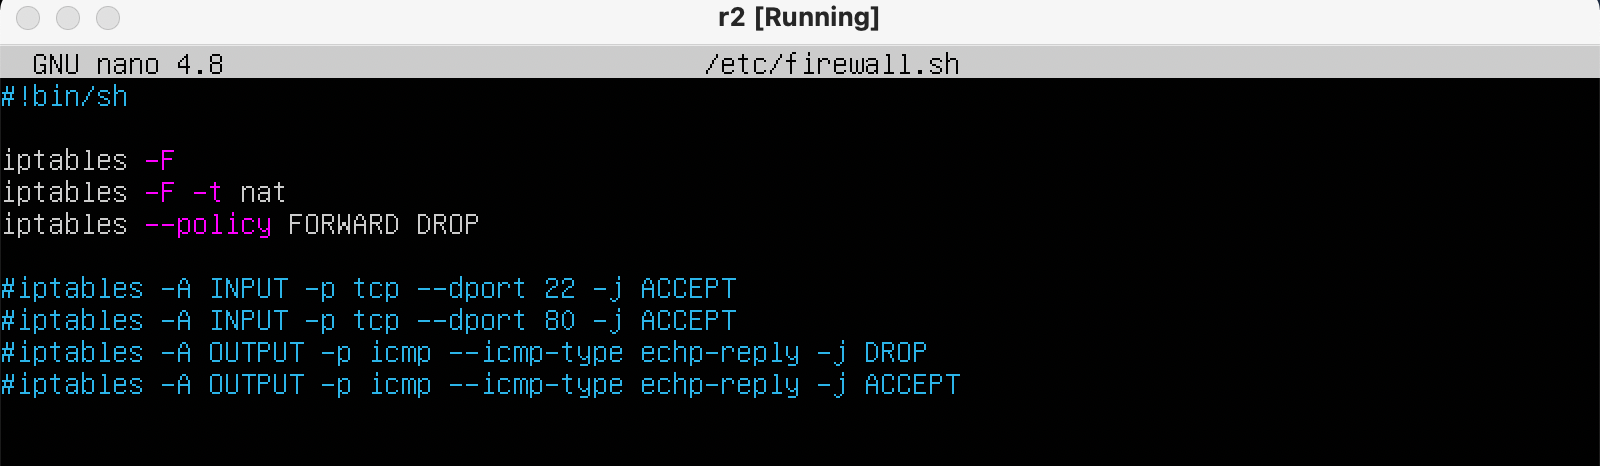 r2 [Running]
GNU nano 4.8 /etc/firewall.sh
#!bin/sh
iptables -F
iptables -F -t nat
iptables --policy FORWARD DROP
#iptables -A INPUT -p tcp --dport 22 -j ACCEPT
#iptables -A INPUT -p tcp --dport 80 -j ACCEPT
#iptables -A OUTPUT -p icmp --icmp-type echp-reply -j DROP
#iptables -A OUTPUT -p icmp --icmp-type echp-reply -j ACCEPT